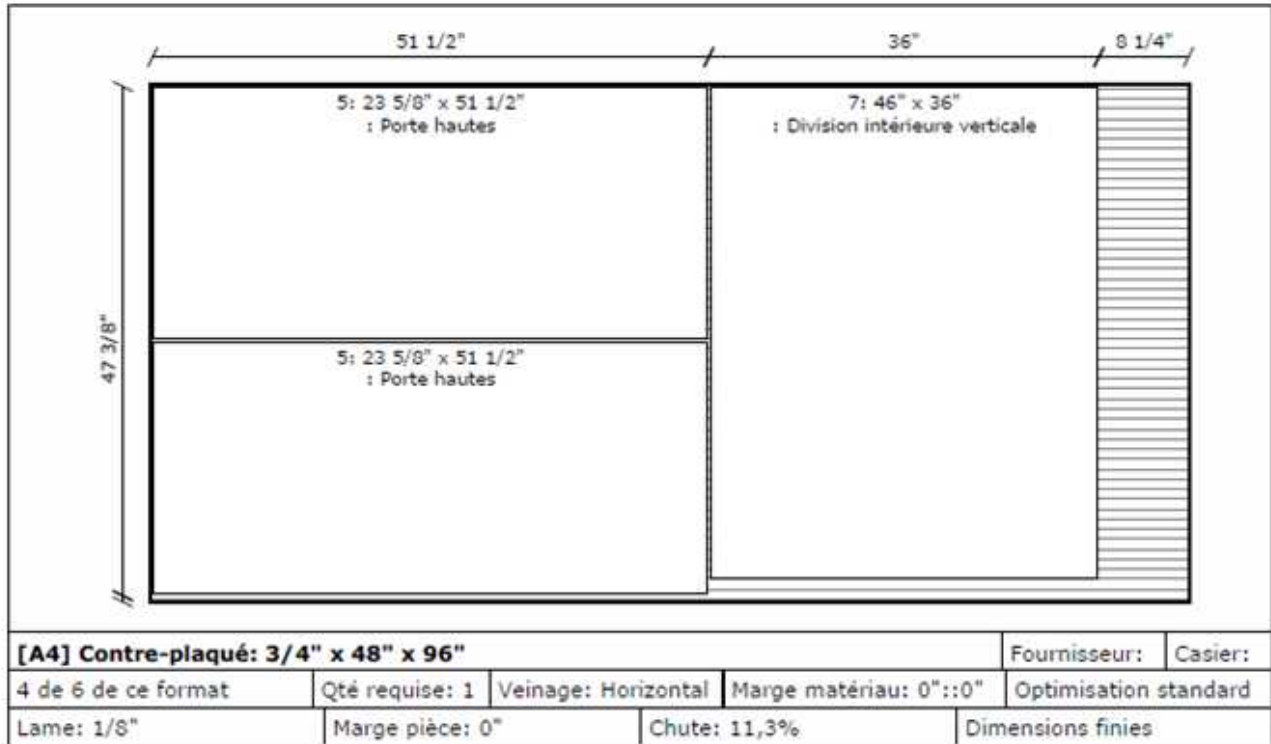 51 1/2"
36"
8 1/4"
5: 23 5/8" x 51 1/2"
: Porte hautes
7: 46" x 36"
: Division intérieure verticale
47 3/8"
5: 23 5/8" x 51 1/2"
: Porte hautes
[A4] Contre-plaqué: 3/4" x 48" x 96"
Fournisseur:
Casier:
4 de 6 de ce format
Qté requise: 1
Veinage: Horizontal
Marge matériau: 0"::0"
Optimisation standard
Lame: 1/8"
Marge pièce: 0"
Chute: 11,3%
Dimensions finies